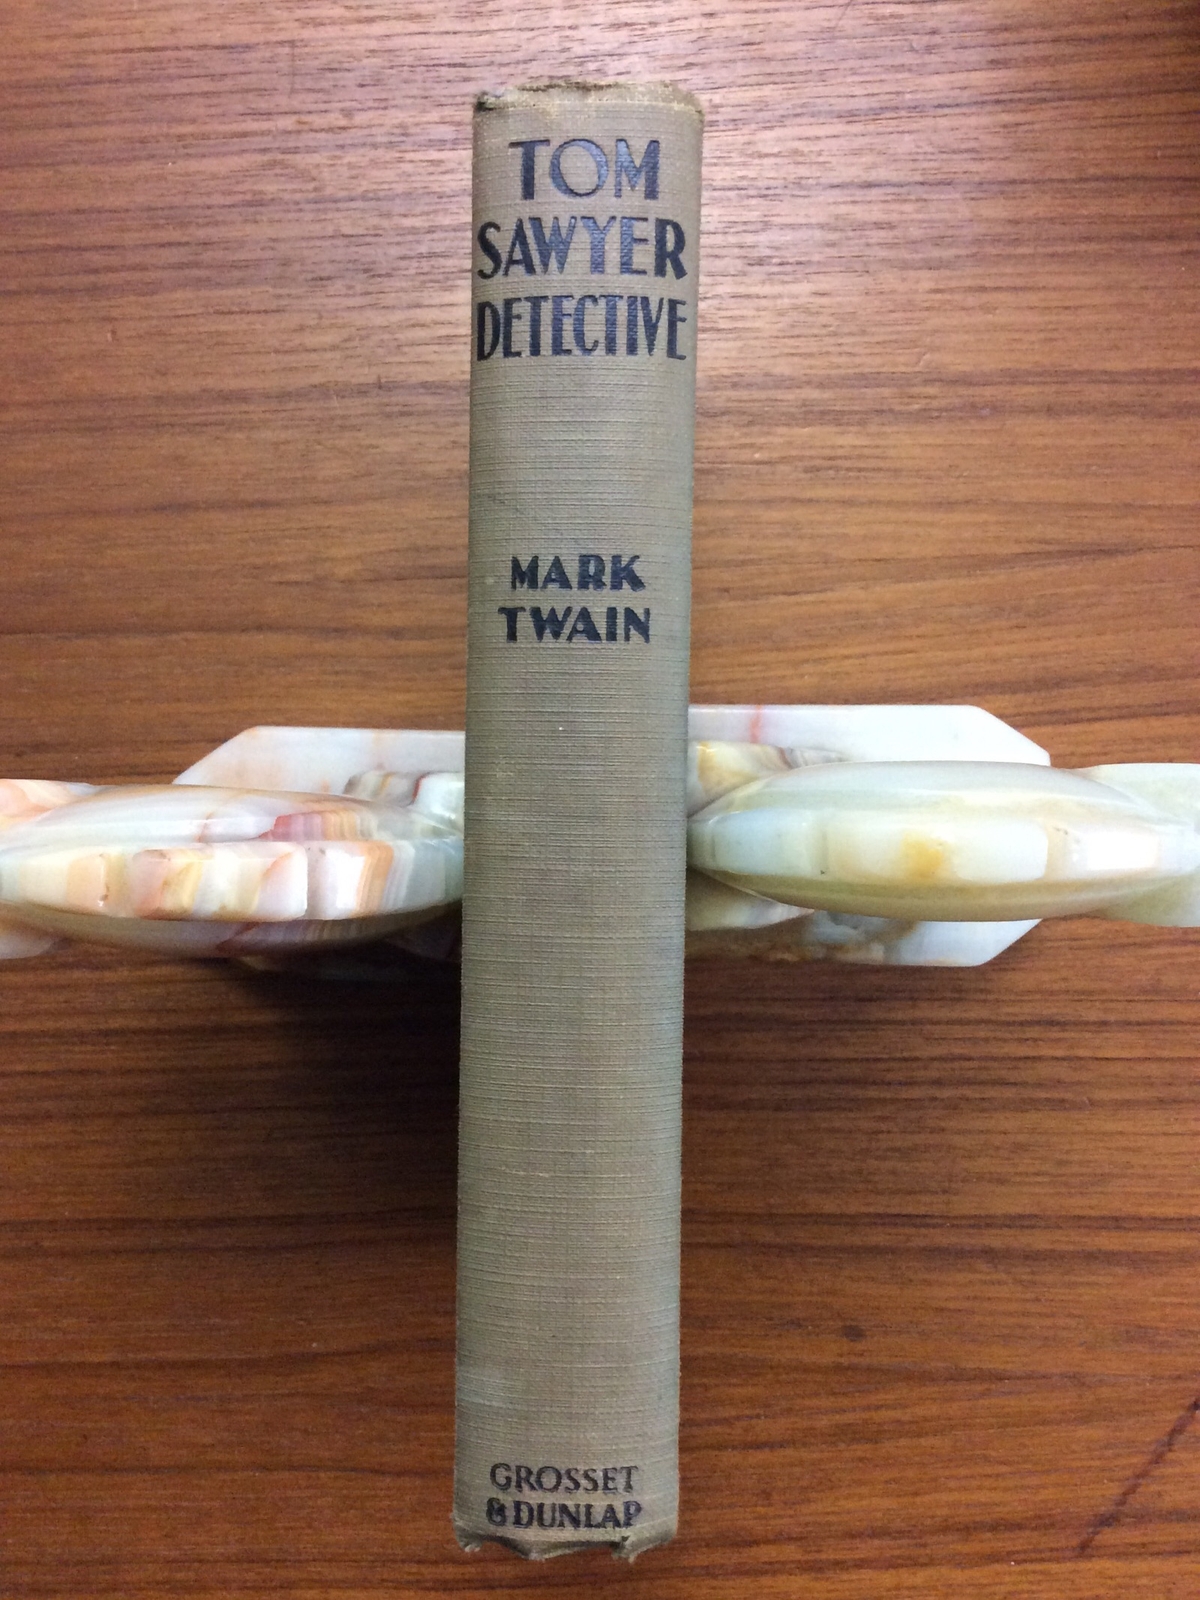 TOM
SAWYER
DETECTIVE
MARK
TWAIN
GROSSET
& DUNLAP